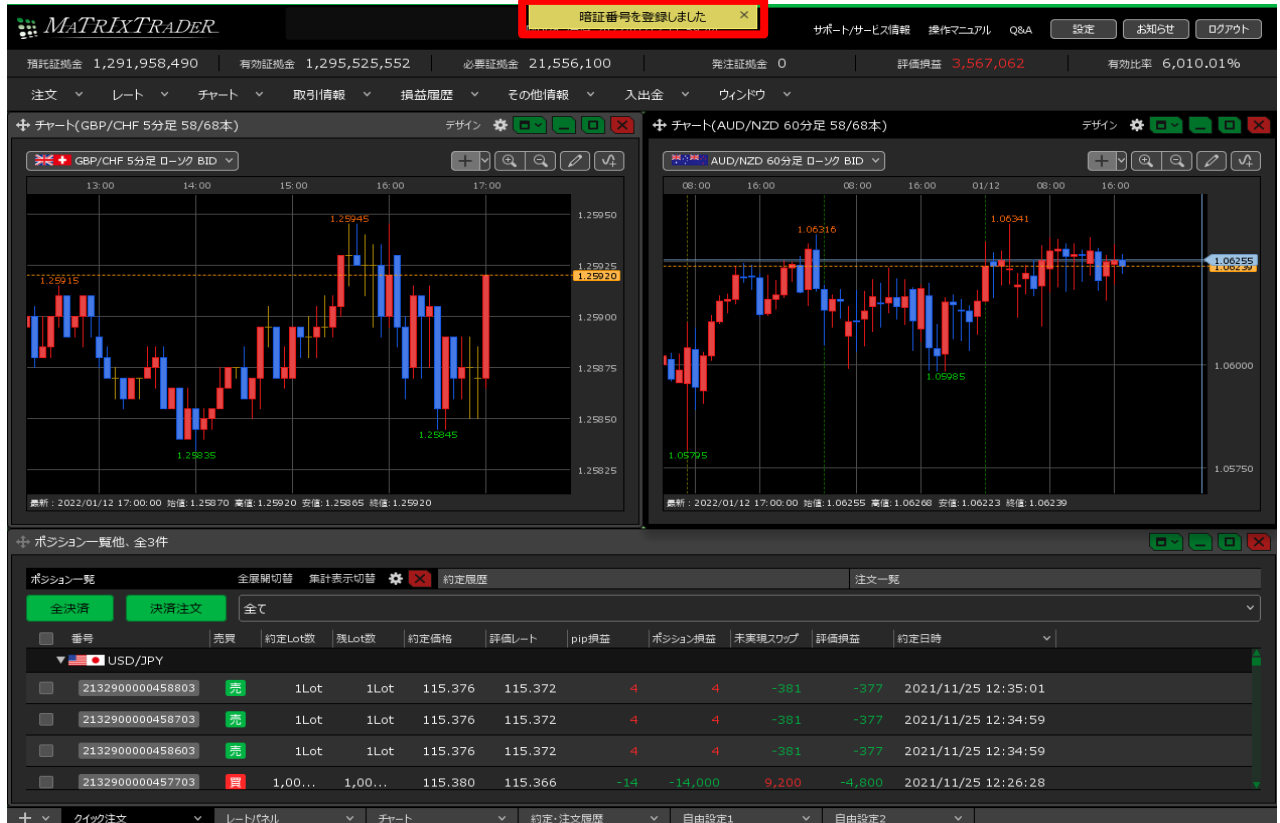 MATRIXTRADER
暗証番号を登録しました ×
サポート/サービス情報 操作マニュアル Q&A 設定 お知らせ ログアウト
預託証拠金 1,291,958,490 有効証拠金 1,295,525,552 必要証拠金 21,556,100 発注証拠金 0 評価損益 3,567,062 有効比率 6,010.01%
注文 レート チャート 取引情報 損益履歴 その他情報 入出金 ウィンドウ
チャート(GBP/CHF 5分足 58/68本) デザイン
GBP/CHF 5分足 ローソク BID
13:00 14:00 15:00 16:00 17:00
1.25950
1.25945
1.25925
1.25920
1.25915
1.25900
1.25875
1.25850
1.25845
1.25835
1.25825
最新:2022/01/12 17:00:00 始値:1.25870 高値:1.25920 安値:1.25865 終値:1.25920
チャート(AUD/NZD 60分足 58/68本) デザイン
AUD/NZD 60分足 ローソク BID
08:00 16:00 08:00 16:00 01/12 08:00 16:00
1.06341
1.06316
1.06255
1.06239
1.06000
1.05985
1.05795
1.05750
最新:2022/01/12 17:00:00 始値:1.06255 高値:1.06268 安値:1.06223 終値:1.06239
ポジション一覧他、全3件
ポジション一覧 全展開切替 集計表示切替 約定履歴 注文一覧
全決済 決済注文 全て
番号 売買 約定Lot数 残Lot数 約定価格 評価レート pip損益 ポジション損益 未実現スワップ 評価損益 約定日時
USD/JPY
2132900000458803 売 1Lot 1Lot 115.376 115.372 4 4 -381 -377 2021/11/25 12:35:01
2132900000458703 売 1Lot 1Lot 115.376 115.372 4 4 -381 -377 2021/11/25 12:34:59
2132900000458603 売 1Lot 1Lot 115.376 115.372 4 4 -381 -377 2021/11/25 12:34:59
2132900000457703 買 1,00... 1,00... 115.380 115.366 -14 -14,000 9,200 -4,800 2021/11/25 12:26:28
クイック注文 レートパネル チャート 約定・注文履歴 自由設定1 自由設定2